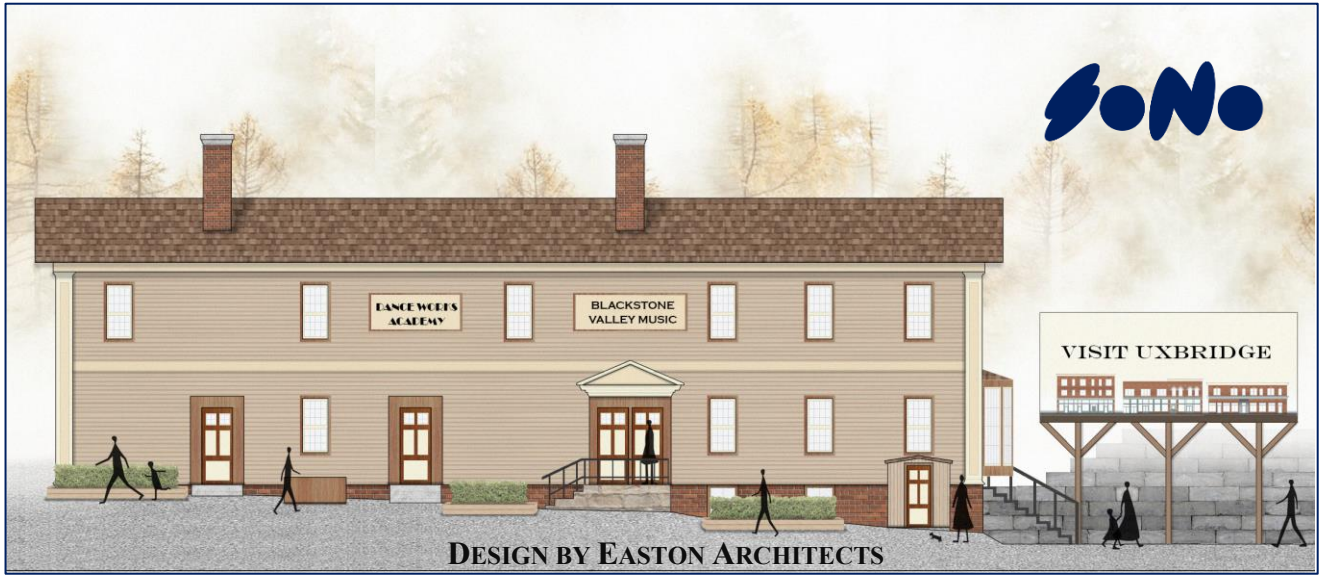 SoNo
DANCE WORKS
ACADEMY
BLACKSTONE
VALLEY MUSIC
VISIT UXBRIDGE
DESIGN BY EASTON ARCHITECTS